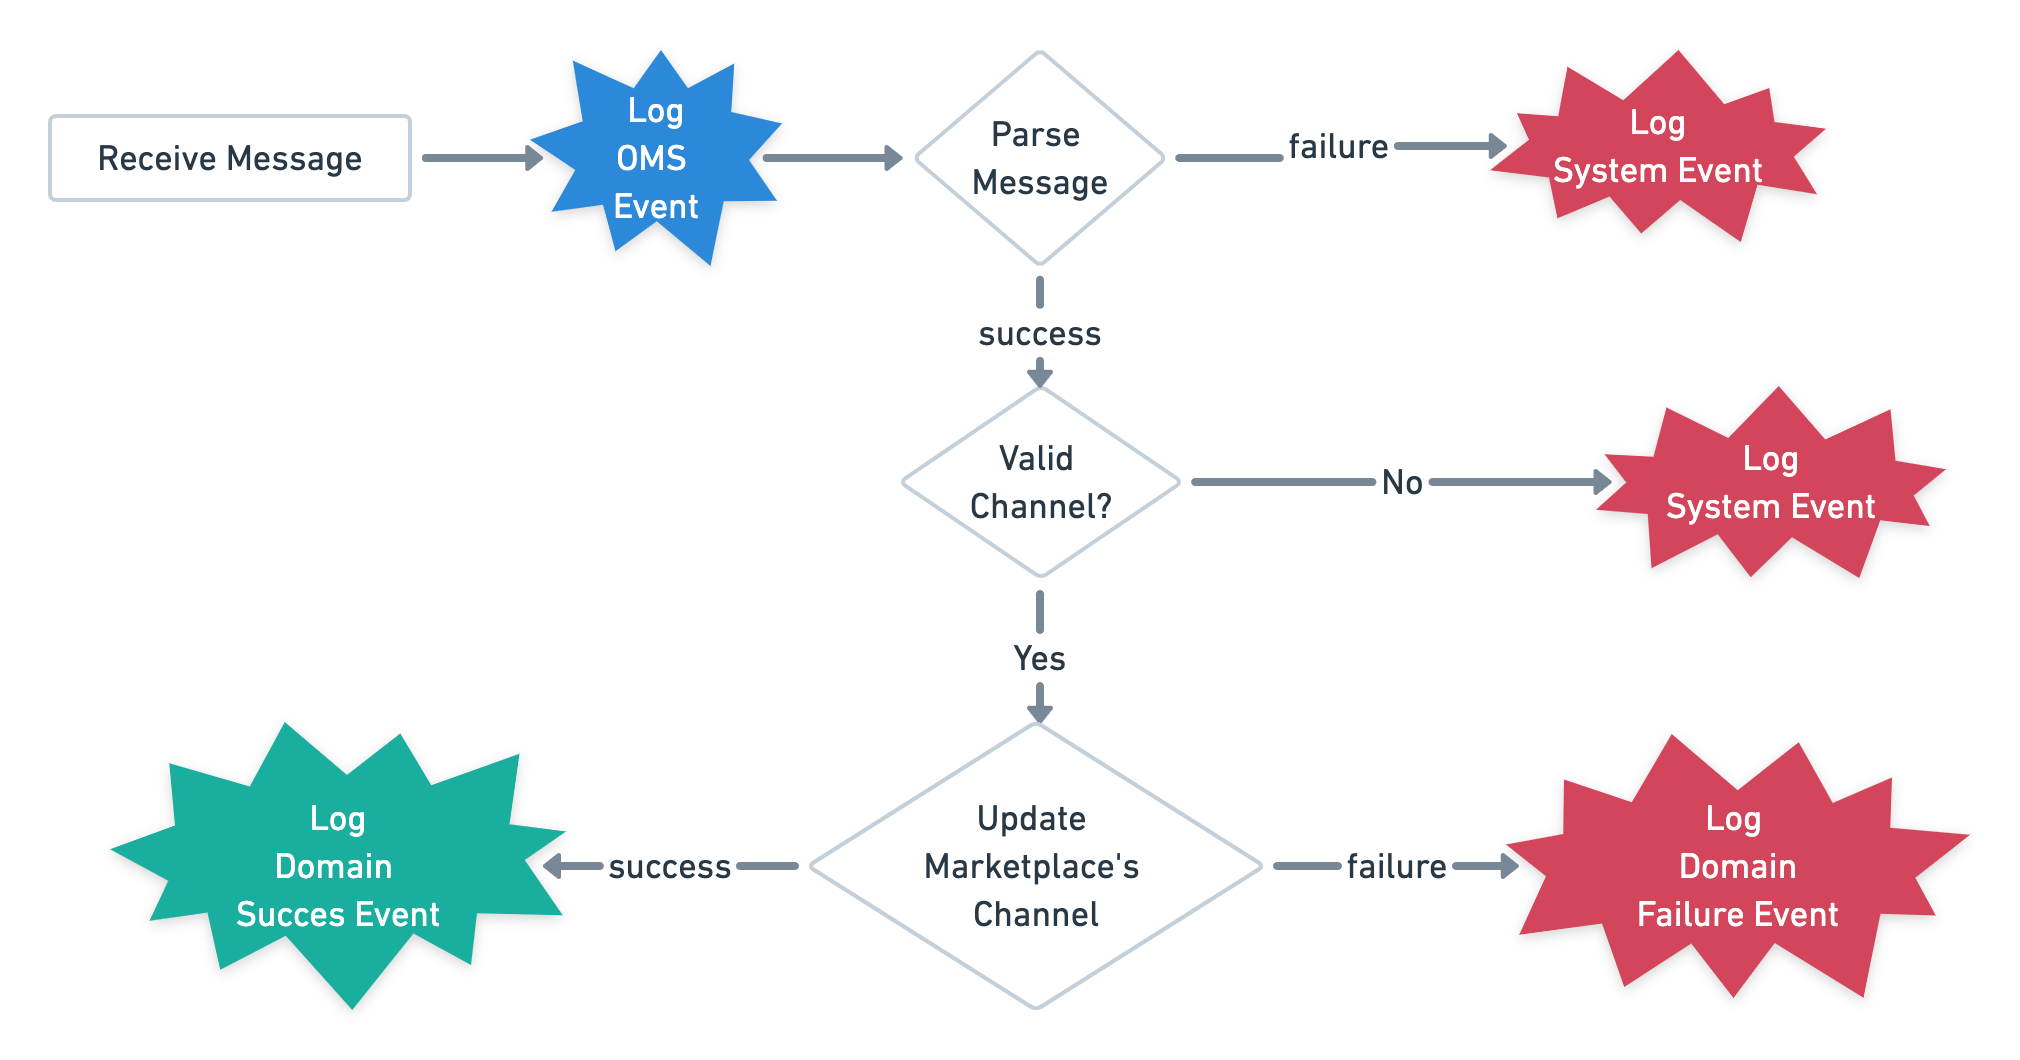 Receive Message
Log
OMS
Event
Parse
Message
failure
Log
System Event
success
Valid
Channel?
No
Log
System Event
Yes
Update
Marketplace's
Channel
success
Log
Domain
Succes Event
failure
Log
Domain
Failure Event